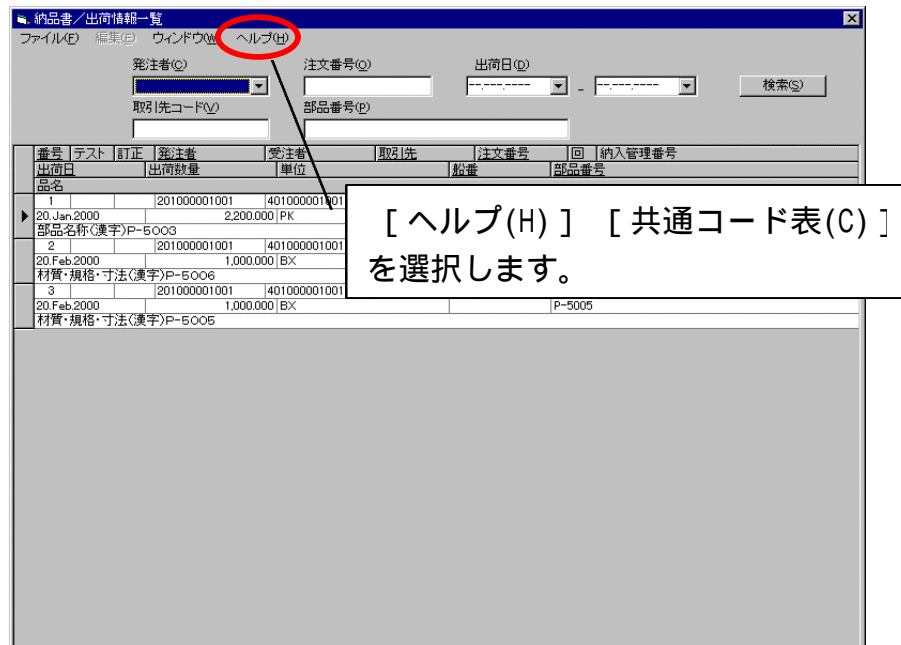 納品書／出荷情報一覧
ファイル(F) 編集(E) ウィンドウ(W) ヘルプ(H)
発注者(C) 注文番号(O) 出荷日(D)
--.---.---- - --.---.---- 検索(S)
取引先コード(V) 部品番号(P)
番号 テスト 訂正 発注者 受注者 取引先 注文番号 回 納入管理番号
出荷日 出荷数量 単位 船番 部品番号
品名
1 201000001001 401000001001
20.Jan.2000 2,200.000 PK
部品名称(漢字)P-5003
2 201000001001 401000001001
20.Feb.2000 1,000.000 BX
材質・規格・寸法(漢字)P-5006
3 201000001001 401000001001
20.Feb.2000 1,000.000 BX P-5005
材質・規格・寸法(漢字)P-5005
[ヘルプ(H)] [共通コード表(C)]
を選択します。